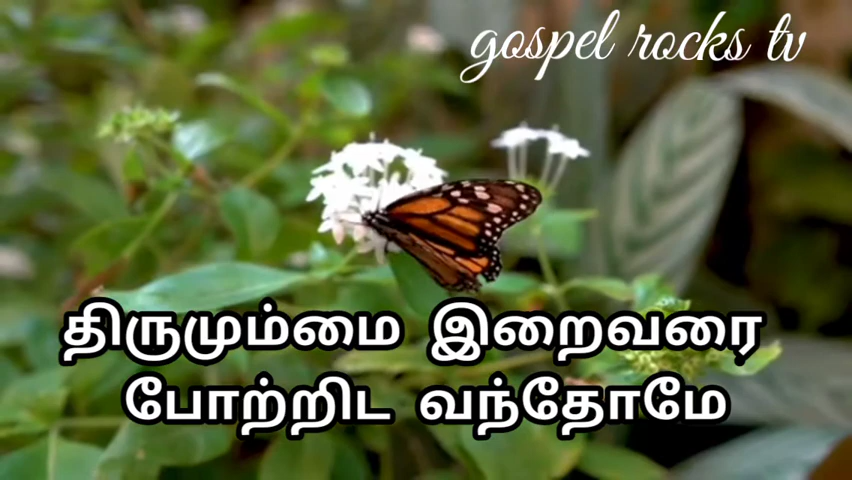 gospel rocks tv
திருமும்மை இறைவரை
போற்றிட வந்தோமே